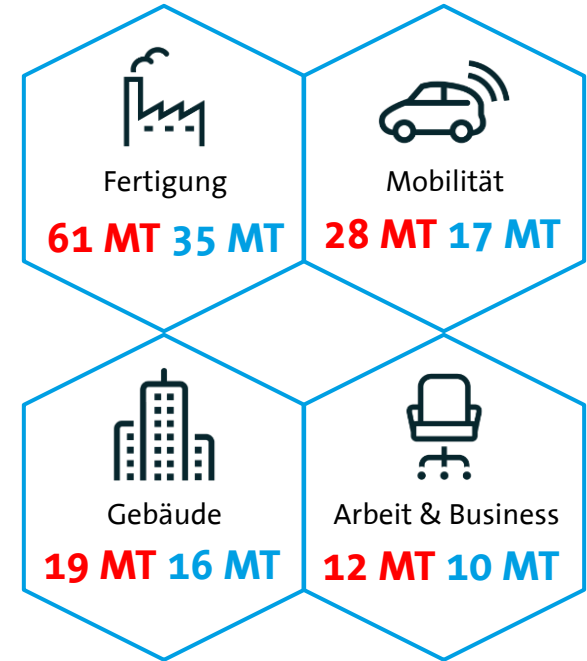 Fertigung
61 MT 35 MT
Mobilität
28 MT 17 MT
Gebäude
19 MT 16 MT
Arbeit & Business
12 MT 10 MT